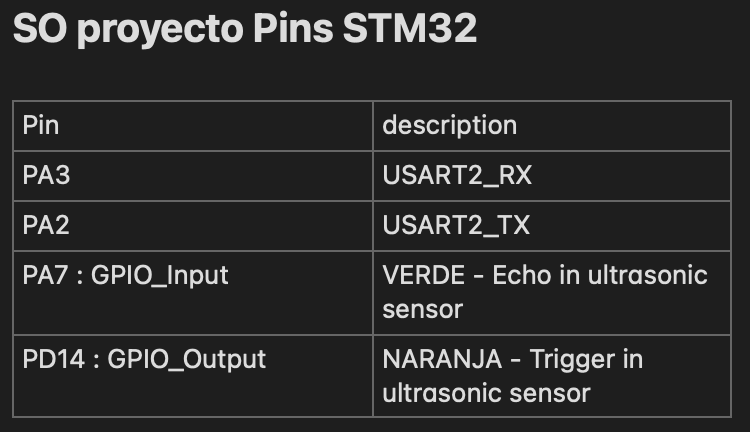 SO proyecto Pins STM32
Pin
description
PA3
USART2_RX
PA2
USART2_TX
PA7 : GPIO_Input
VERDE - Echo in ultrasonic
sensor
PD14 : GPIO_Output
NARANJA - Trigger in
ultrasonic sensor